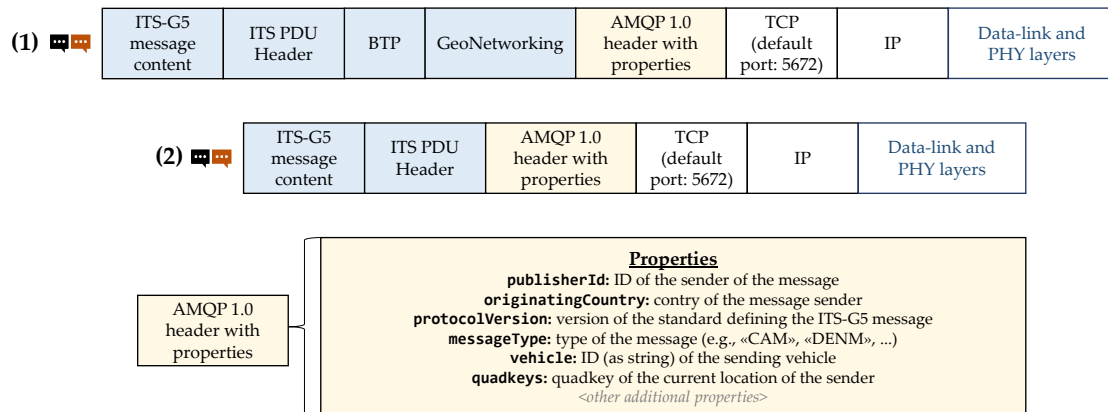 (1)
ITS-G5
message
content
ITS PDU
Header
BTP
GeoNetworking
AMQP 1.0
header with
properties
TCP
(default
port: 5672)
IP
Data-link and
PHY layers
(2)
ITS-G5
message
content
ITS PDU
Header
AMQP 1.0
header with
properties
TCP
(default
port: 5672)
IP
Data-link and
PHY layers
AMQP 1.0
header with
properties
Properties
publisherId: ID of the sender of the message
originatingCountry: contry of the message sender
protocolVersion: version of the standard defining the ITS-G5 message
messageType: type of the message (e.g., «CAM», «DENM», ...)
vehicle: ID (as string) of the sending vehicle
quadkeys: quadkey of the current location of the sender
<other additional properties>